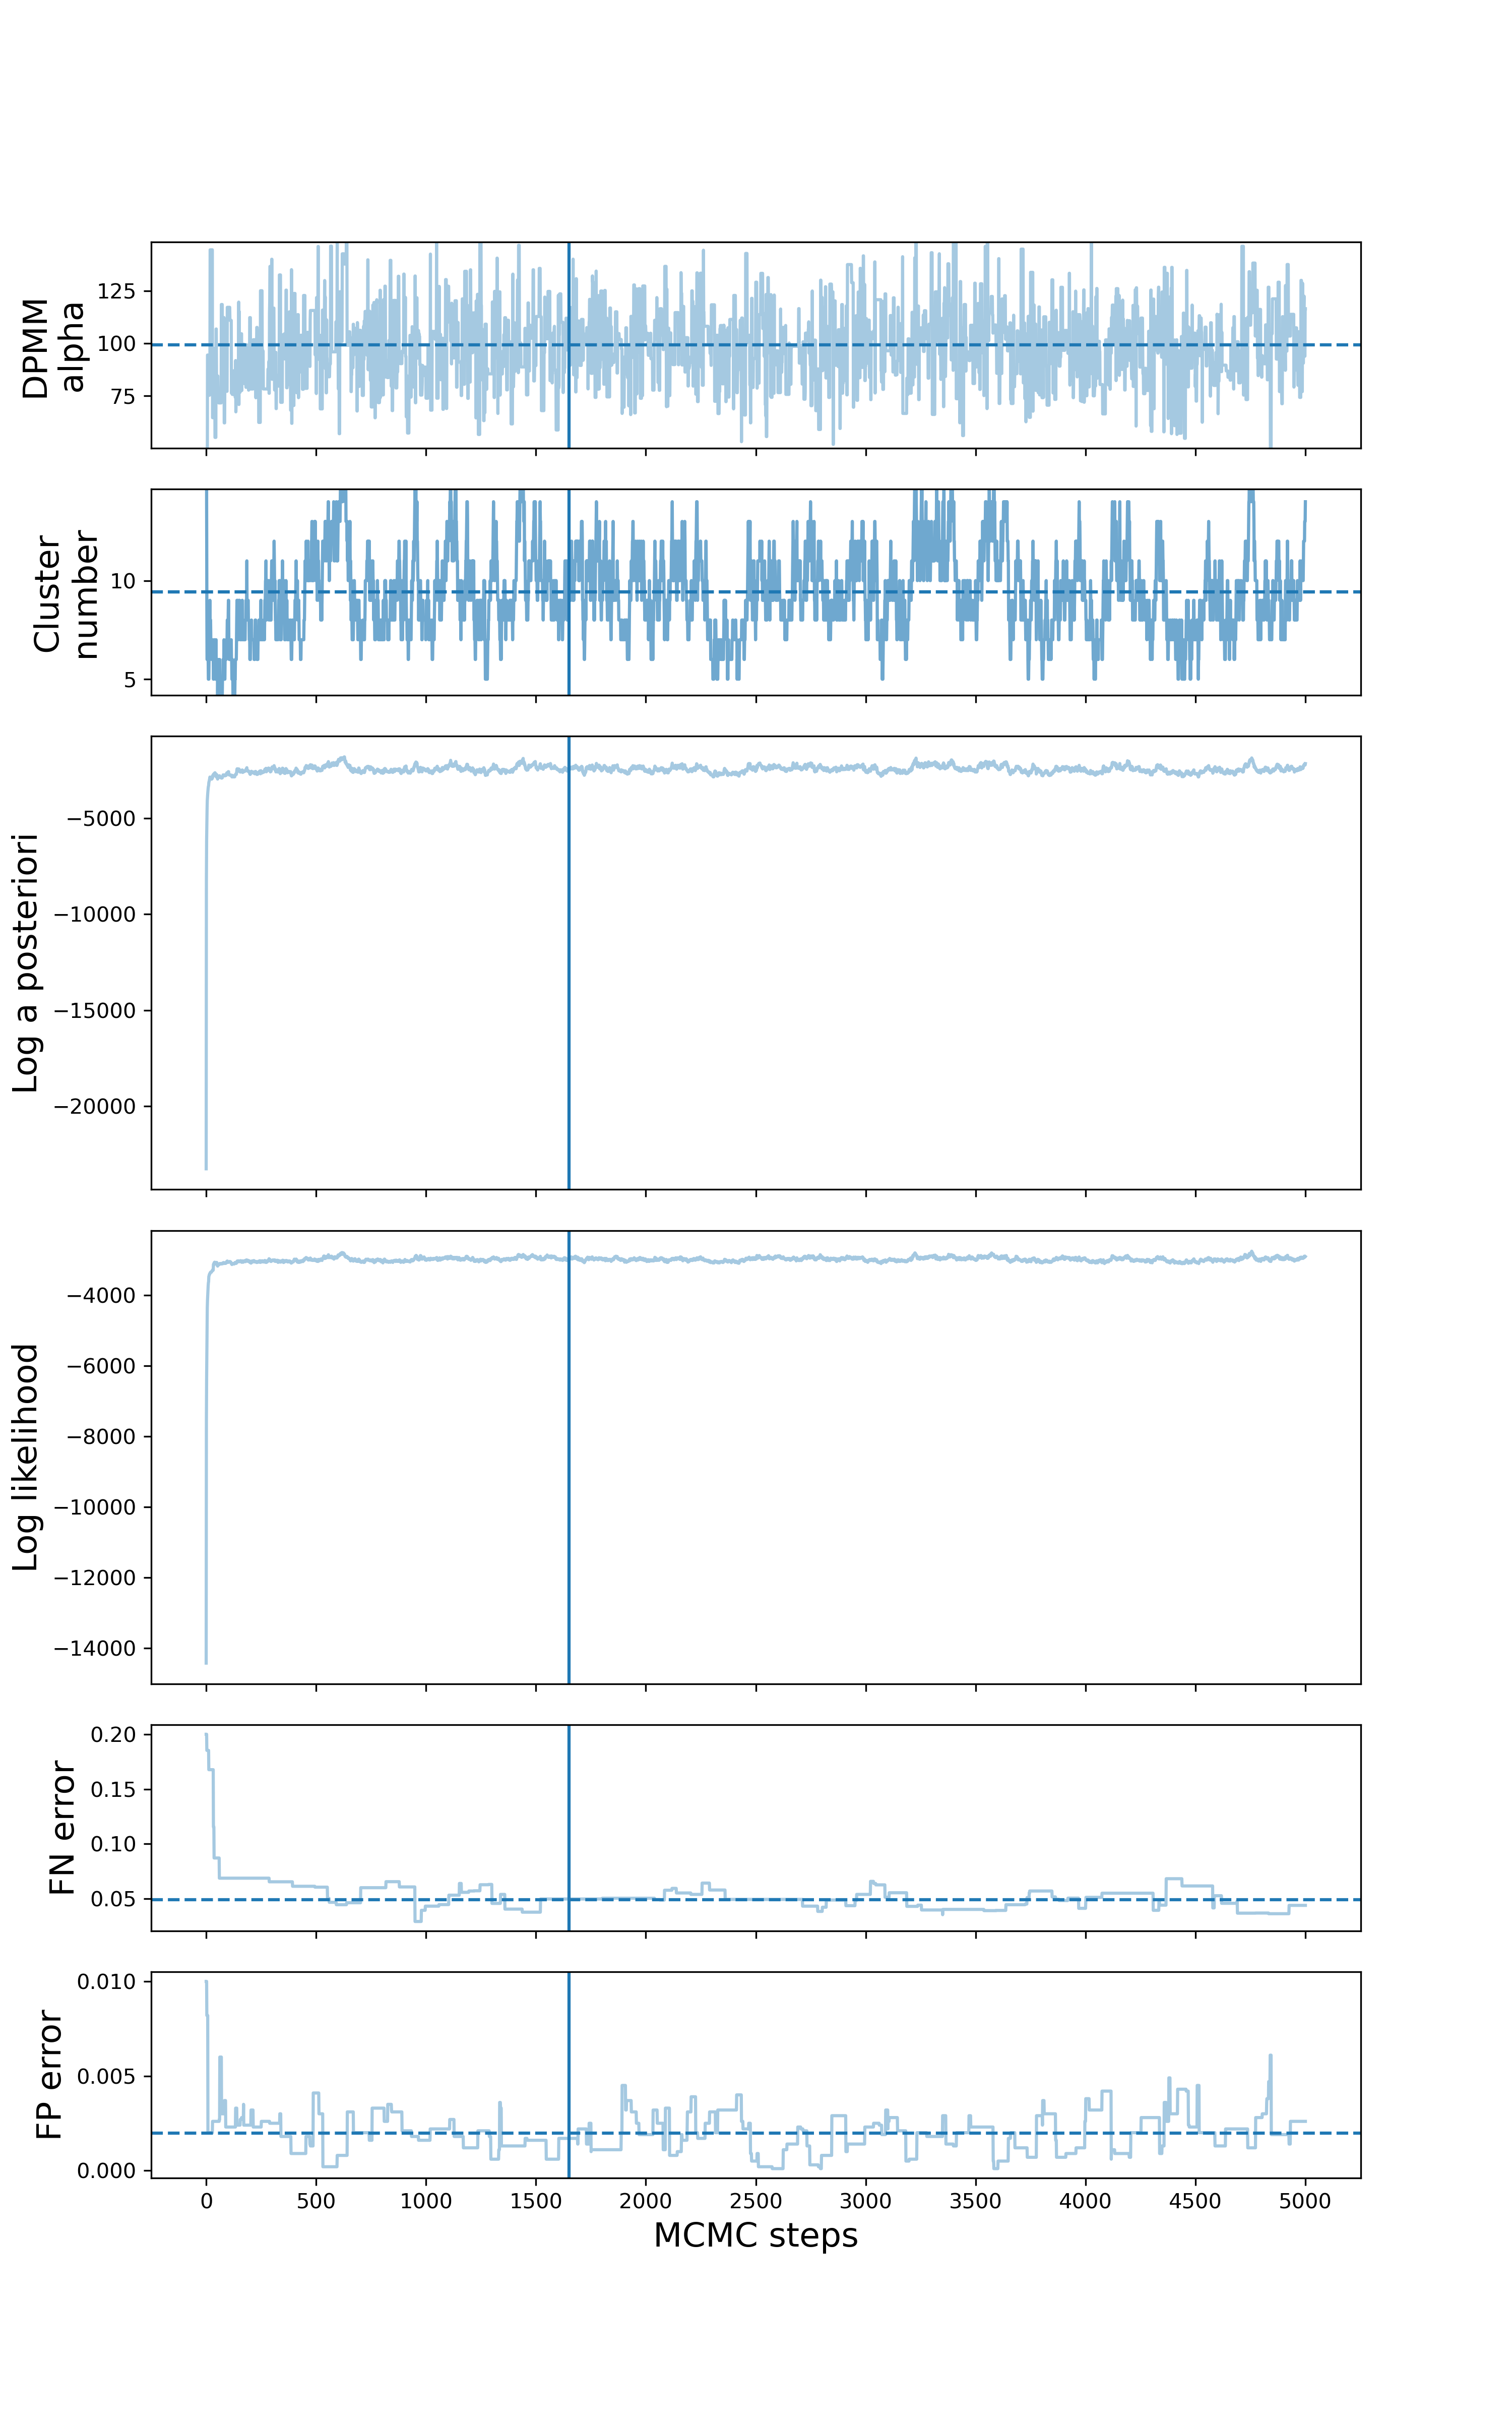 DPMM
alpha
125
100
75
Cluster
number
10
5
Log a posteriori
−5000
−10000
−15000
−20000
Log likelihood
−4000
−6000
−8000
−10000
−12000
−14000
FN error
0.20
0.15
0.10
0.05
FP error
0.010
0.005
0.000
0 500 1000 1500 2000 2500 3000 3500 4000 4500 5000
MCMC steps